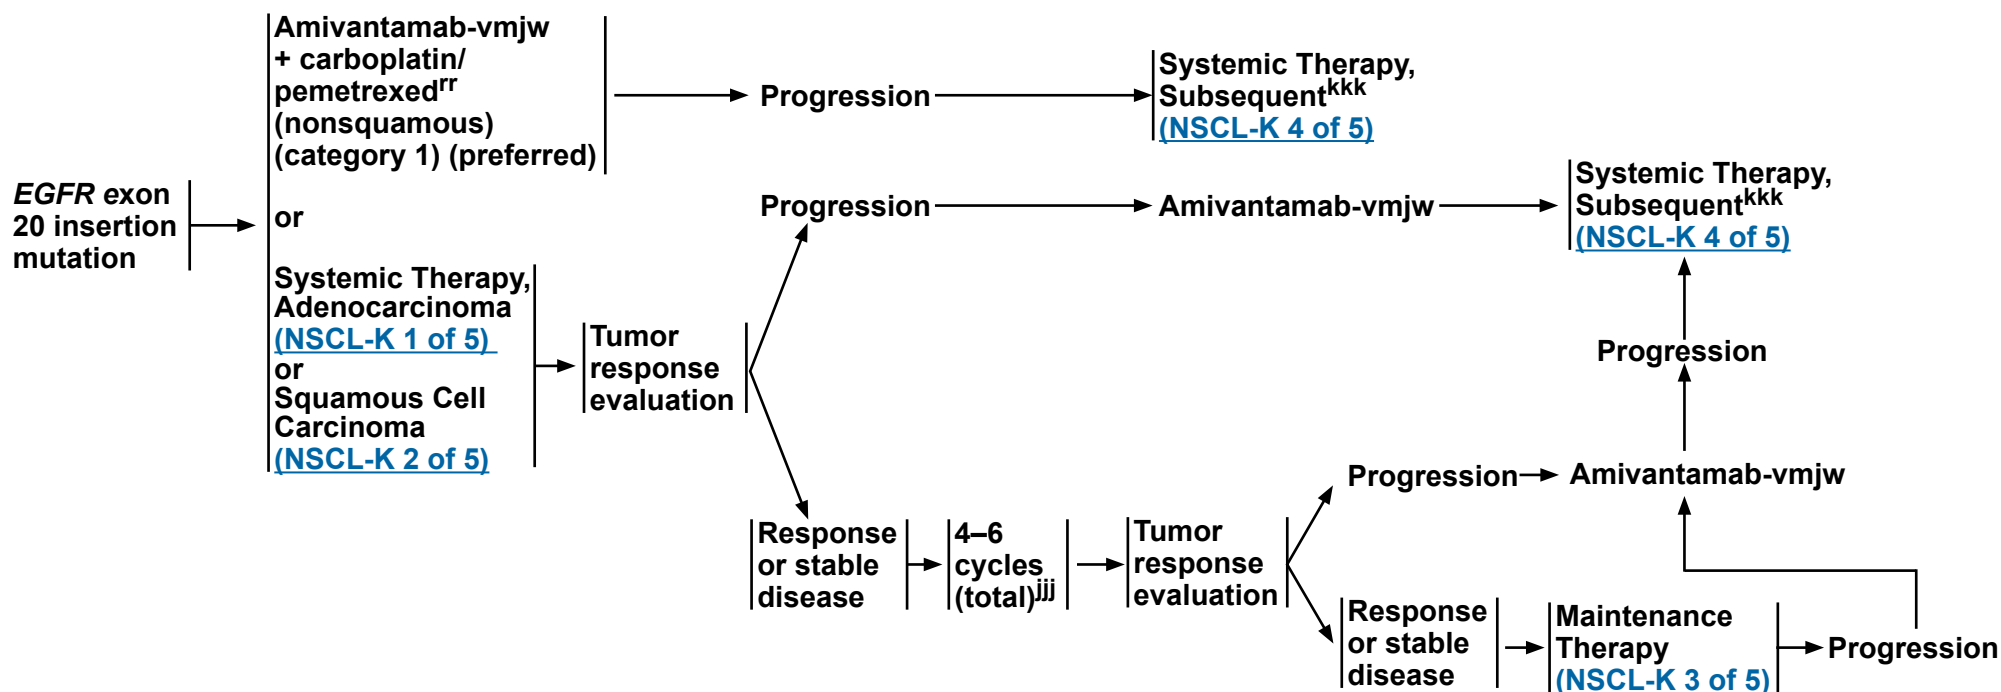 EGFR exon
20 insertion
mutation
Amivantamab-vmjw
+ carboplatin/
pemetrexedrr
(nonsquamous)
(category 1) (preferred)
or
Systemic Therapy,
Adenocarcinoma
(NSCL-K 1 of 5)
or
Squamous Cell
Carcinoma
(NSCL-K 2 of 5)
Progression
Systemic Therapy,
Subsequentkkk
(NSCL-K 4 of 5)
Tumor
response
evaluation
Progression
Amivantamab-vmjw
Systemic Therapy,
Subsequentkkk
(NSCL-K 4 of 5)
Response
or stable
disease
4–6
cycles
(total)jjj
Tumor
response
evaluation
Progression
Amivantamab-vmjw
Progression
Response
or stable
disease
Maintenance
Therapy
(NSCL-K 3 of 5)
Progression